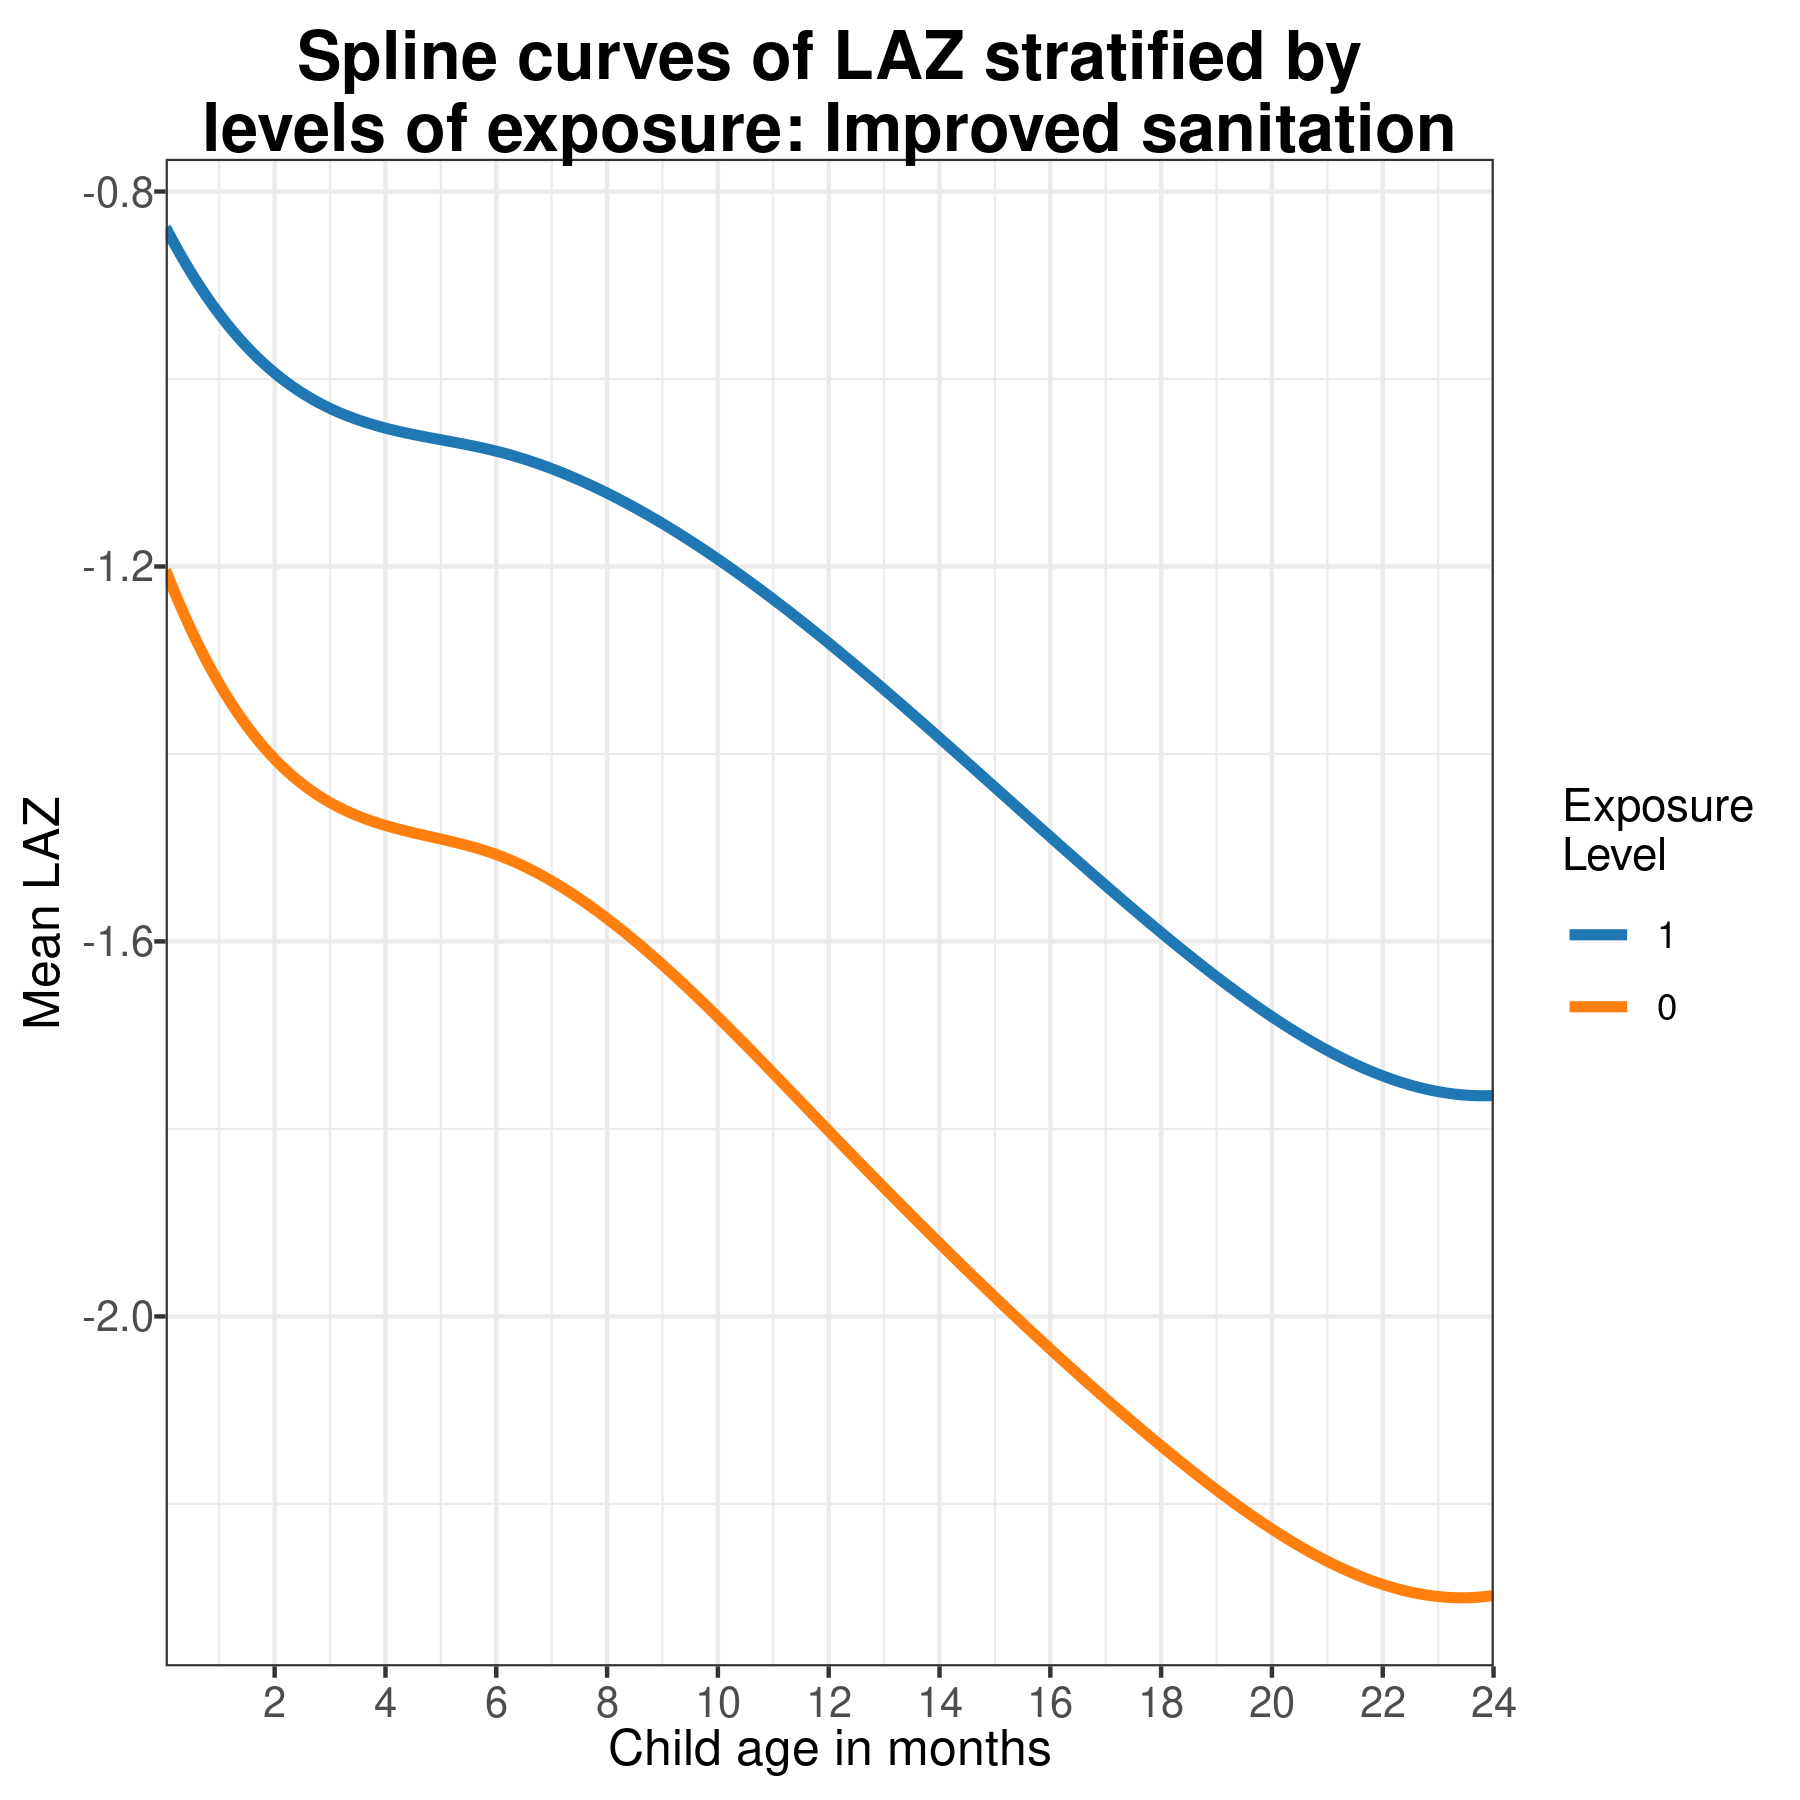 Spline curves of LAZ stratified by
levels of exposure: Improved sanitation
Mean LAZ
-0.8
-1.2
-1.6
-2.0
2 4 6 8 10 12 14 16 18 20 22 24
Child age in months
Exposure
Level
1
0